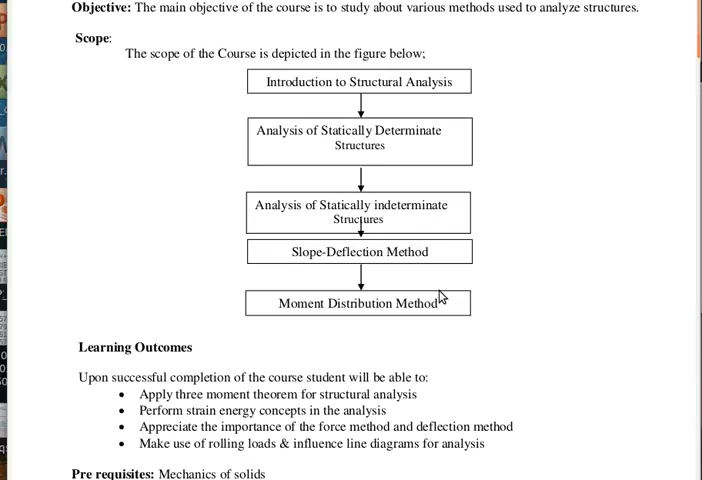 Objective: The main objective of the course is to study about various methods used to analyze structures.
Scope:
The scope of the Course is depicted in the figure below;
Introduction to Structural Analysis
Analysis of Statically Determinate
Structures
Analysis of Statically indeterminate
Structures
Slope-Deflection Method
Moment Distribution Method
Learning Outcomes
Upon successful completion of the course student will be able to:
• Apply three moment theorem for structural analysis
• Perform strain energy concepts in the analysis
• Appreciate the importance of the force method and deflection method
• Make use of rolling loads & influence line diagrams for analysis
Pre requisites: Mechanics of solids